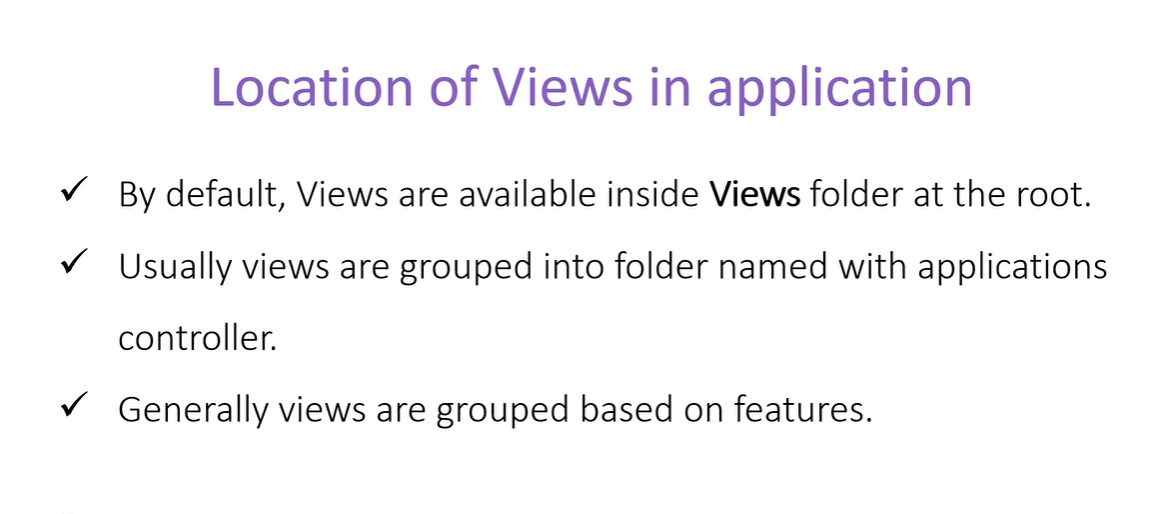 Location of Views in application
✓ By default, Views are available inside Views folder at the root.
✓ Usually views are grouped into folder named with applications
controller.
✓ Generally views are grouped based on features.